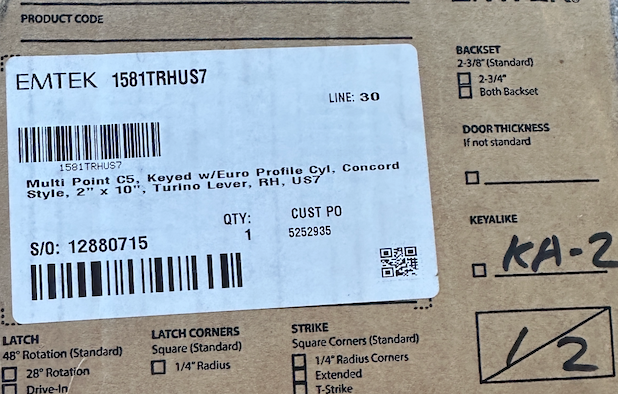 PRODUCT CODE
EMTEK 1581TRHUS7
LINE: 30
1581TRHUS7
Multi Point C5, Keyed w/Euro Profile Cyl, Concord
Style, 2" x 10", Turino Lever, RH, US7
QTY:
1
CUST PO
5252935
S/O: 12880715
BACKSET
2-3/8" (Standard)
2-3/4"
Both Backset
DOOR THICKNESS
If not standard
KEYALIKE
KA-2
1/2
LATCH
48° Rotation (Standard)
28° Rotation
Drive-In
LATCH CORNERS
Square (Standard)
1/4" Radius
STRIKE
Square Corners (Standard)
1/4" Radius Corners
Extended
T-Strike